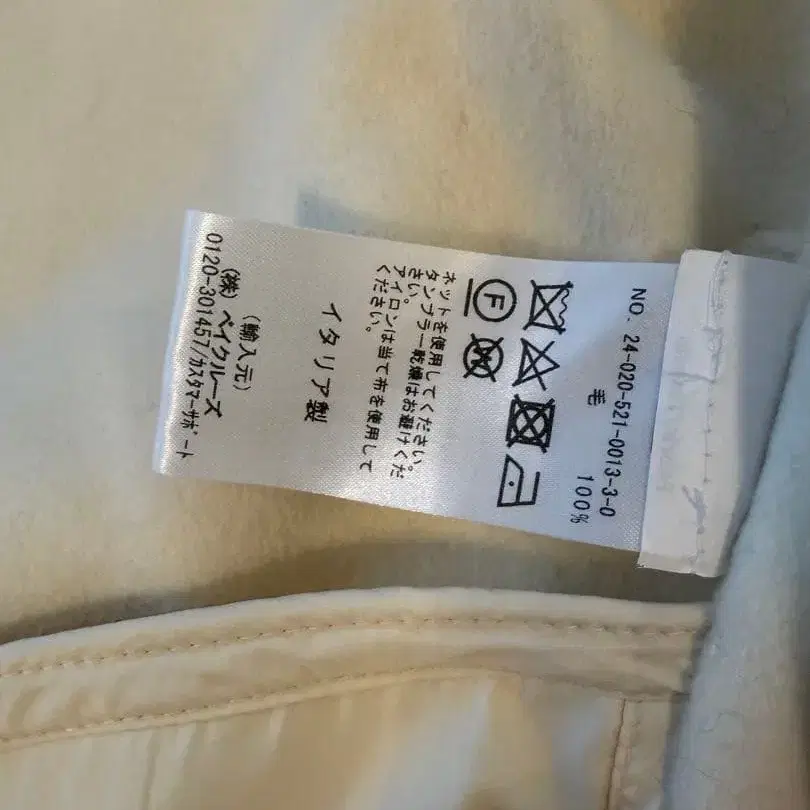 NO. 24-020-521-0013-3-0
毛 100%
F
ネットを使用してください。
タンブラー乾燥はお避けくだ
さい。
アイロンは当て布を使用して
ください。
イタリア製
(輸入元)
(株)ベイクルーズ
0120-301457/カスタマーサポート